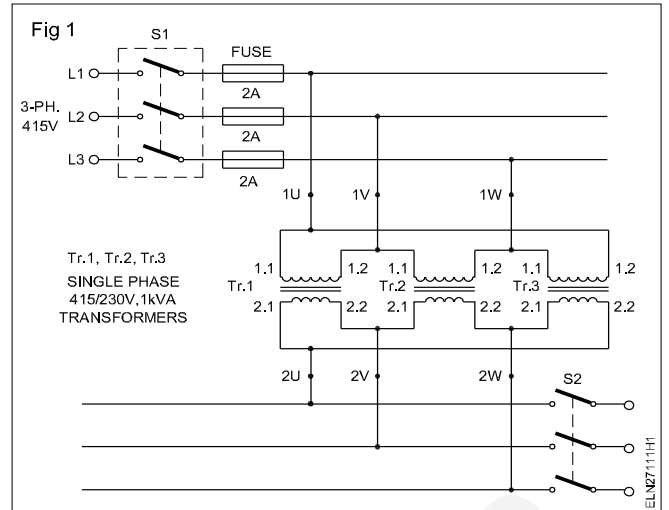 Fig 1
S1
FUSE
L1
2A
3-PH.
415V
L2
2A
L3
2A
1U 1V 1W
Tr.1, Tr.2, Tr.3
SINGLE PHASE
415/230V,1kVA
TRANSFORMERS
1.1 1.2 1.1 1.2 1.1 1.2
Tr.1 Tr.2 Tr.3
2.1 2.2 2.1 2.2 2.1 2.2
2U 2V 2W
S2
ELN27111H1